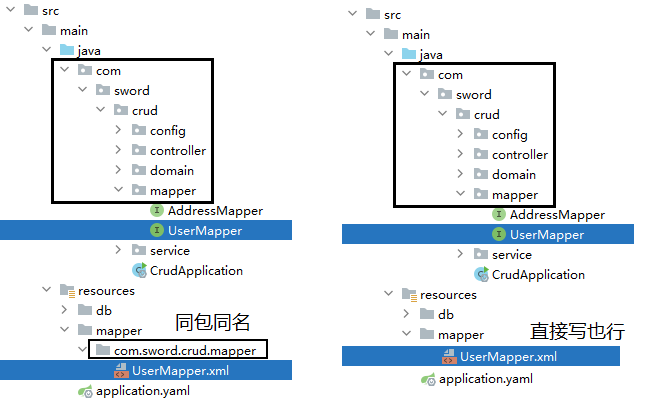 src
main
java
com
sword
crud
config
controller
domain
mapper
AddressMapper
UserMapper
service
CrudApplication
resources
db
mapper
同包同名
com.sword.crud.mapper
UserMapper.xml
application.yaml
src
main
java
com
sword
crud
config
controller
domain
mapper
AddressMapper
UserMapper
service
CrudApplication
resources
db
mapper
直接写也行
UserMapper.xml
application.yaml